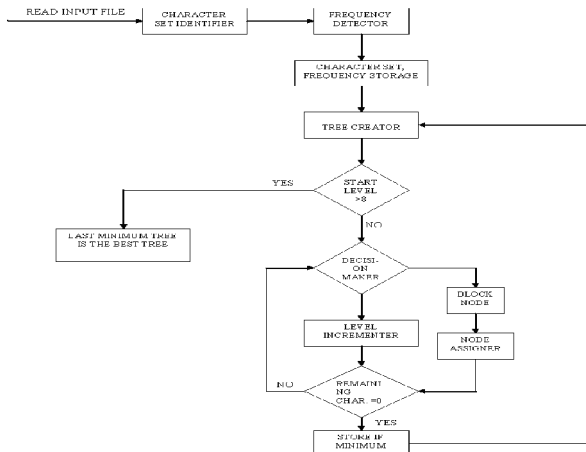 READ INPUT FILE
CHARACTER
SET IDENTIFIER
FREQUENCY
DETECTOR
CHARACTER SET,
FREQUENCY STORAGE
TREE CREATOR
YES
START
LEVEL
>8
LAST MINIMUM TREE
IS THE BEST TREE
NO
DECISI-
ON
MAKER
BLOCK
NODE
LEVEL
INCREMENTER
NODE
ASSIGNER
NO
REMAINI
NG
CHAR. =0
YES
STORE IF
MINIMUM